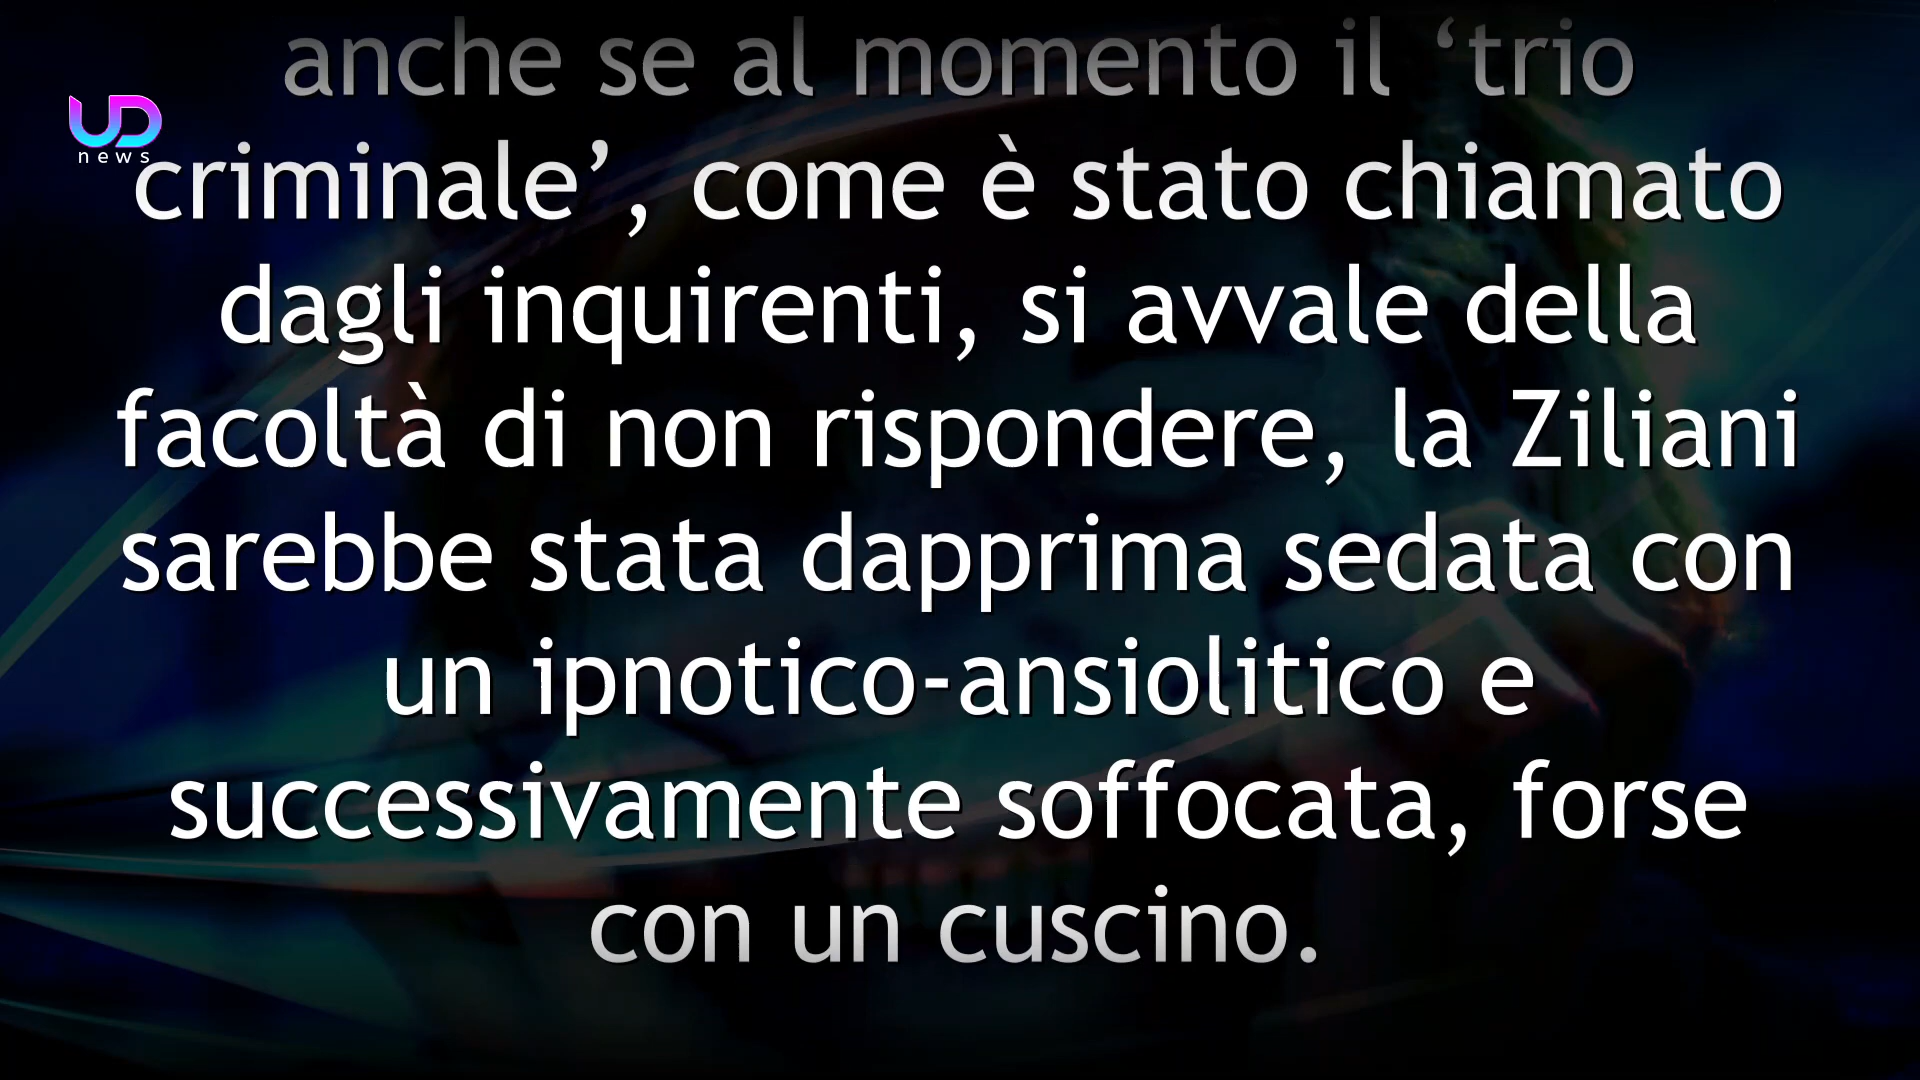 anche se al momento il ‘trio
UD
news
criminale’, come è stato chiamato
dagli inquirenti, si avvale della
facoltà di non rispondere, la Ziliani
sarebbe stata dapprima sedata con
un ipnotico-ansiolitico e
successivamente soffocata, forse
con un cuscino.